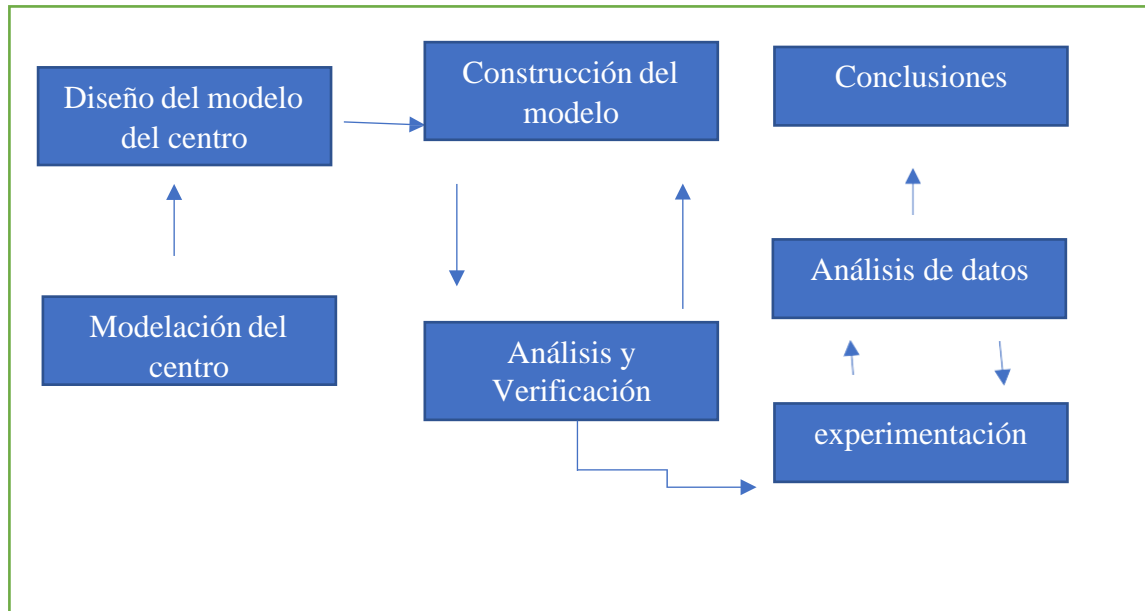 Diseño del modelo
del centro
Construcción del
modelo
Conclusiones
Modelación del
centro
Análisis y
Verificación
Análisis de datos
experimentación